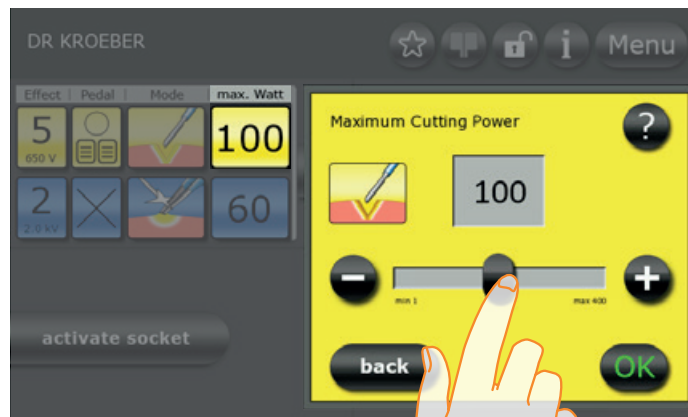 DR KROEBER
i Menu
Effect Pedal Mode max. Watt
5
650 V
100
2
2.0 kV
60
activate socket
Maximum Cutting Power
?
100
− +
min 1 max 400
back OK